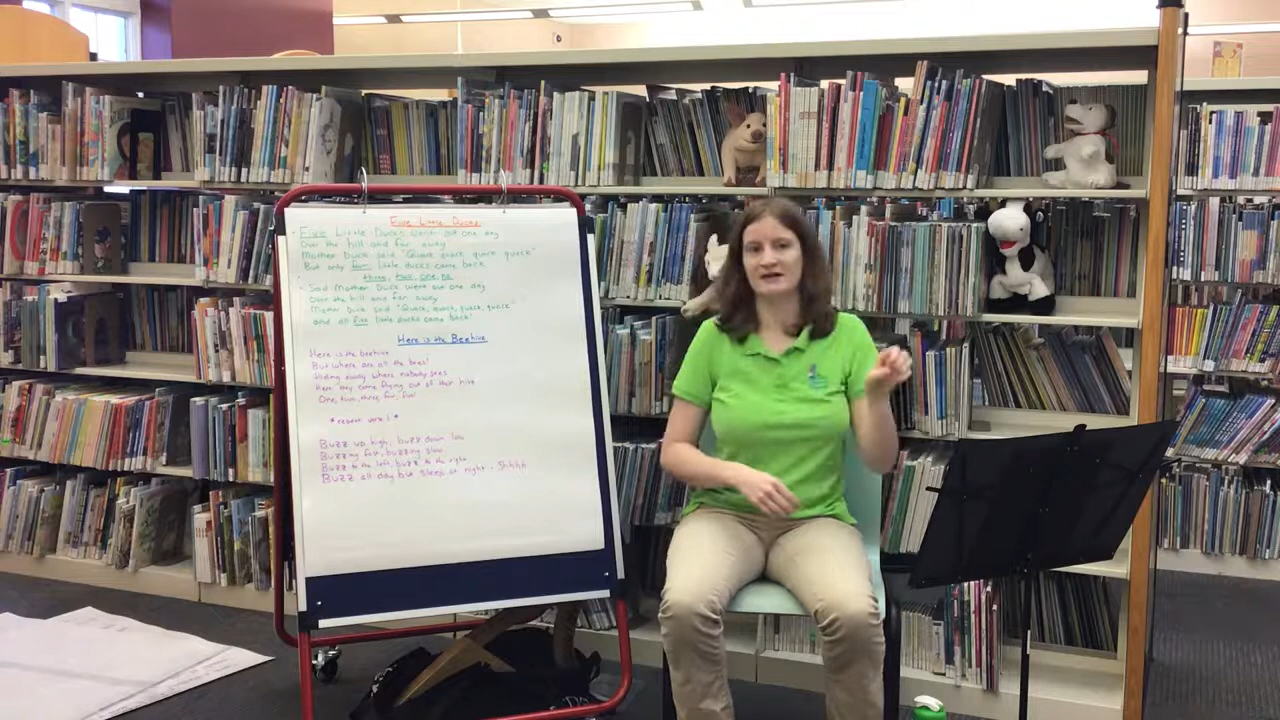 Five Little Ducks
Five Little Ducks went out one day
Over the hill and far away
Mother Duck said "Quack, quack, quack, quack"
But only four little ducks came back
three, two, one, no
Sad Mother Duck went out one day
Over the hill and far away
Mother Duck said "Quack, quack, quack, quack"
and all five little ducks came back!
Here is the Beehive
Here is the beehive
But where are all the bees?
Hiding away where nobody sees
Here they come flying out of their hive
One, two, three, four, five!
*repeat verse 1*
Buzz up high, buzz down low
Buzzing fast, buzzing slow
Buzz to the left, buzz to the right
Buzz all day but sleep at night - Shhhh